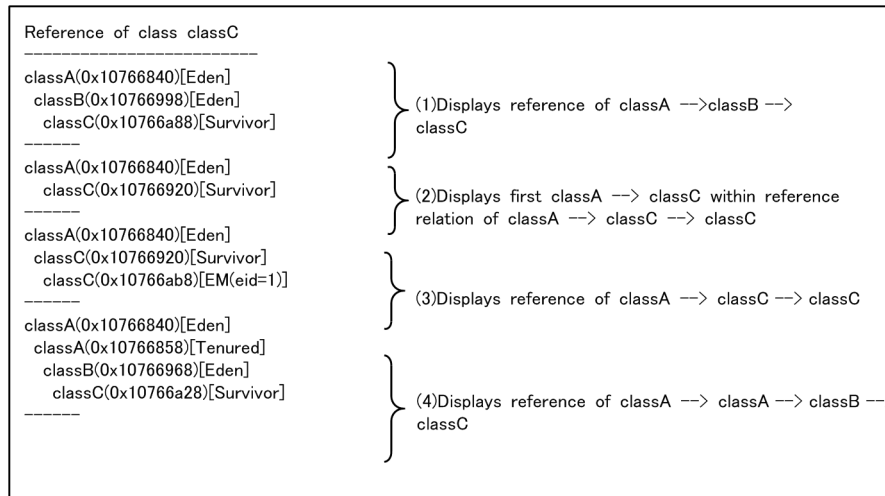 Reference of class classC
--------------------------
classA(0x10766840)[Eden]
classB(0x10766998)[Eden]
classC(0x10766a88)[Survivor]
------
(1)Displays reference of classA -->classB -->
classC
classA(0x10766840)[Eden]
classC(0x10766920)[Survivor]
------
(2)Displays first classA --> classC within reference
relation of classA --> classC --> classC
classA(0x10766840)[Eden]
classC(0x10766920)[Survivor]
classC(0x10766ab8)[EM(eid=1)]
------
(3)Displays reference of classA --> classC --> classC
classA(0x10766840)[Eden]
classA(0x10766858)[Tenured]
classB(0x10766968)[Eden]
classC(0x10766a28)[Survivor]
------
(4)Displays reference of classA --> classA --> classB --
classC